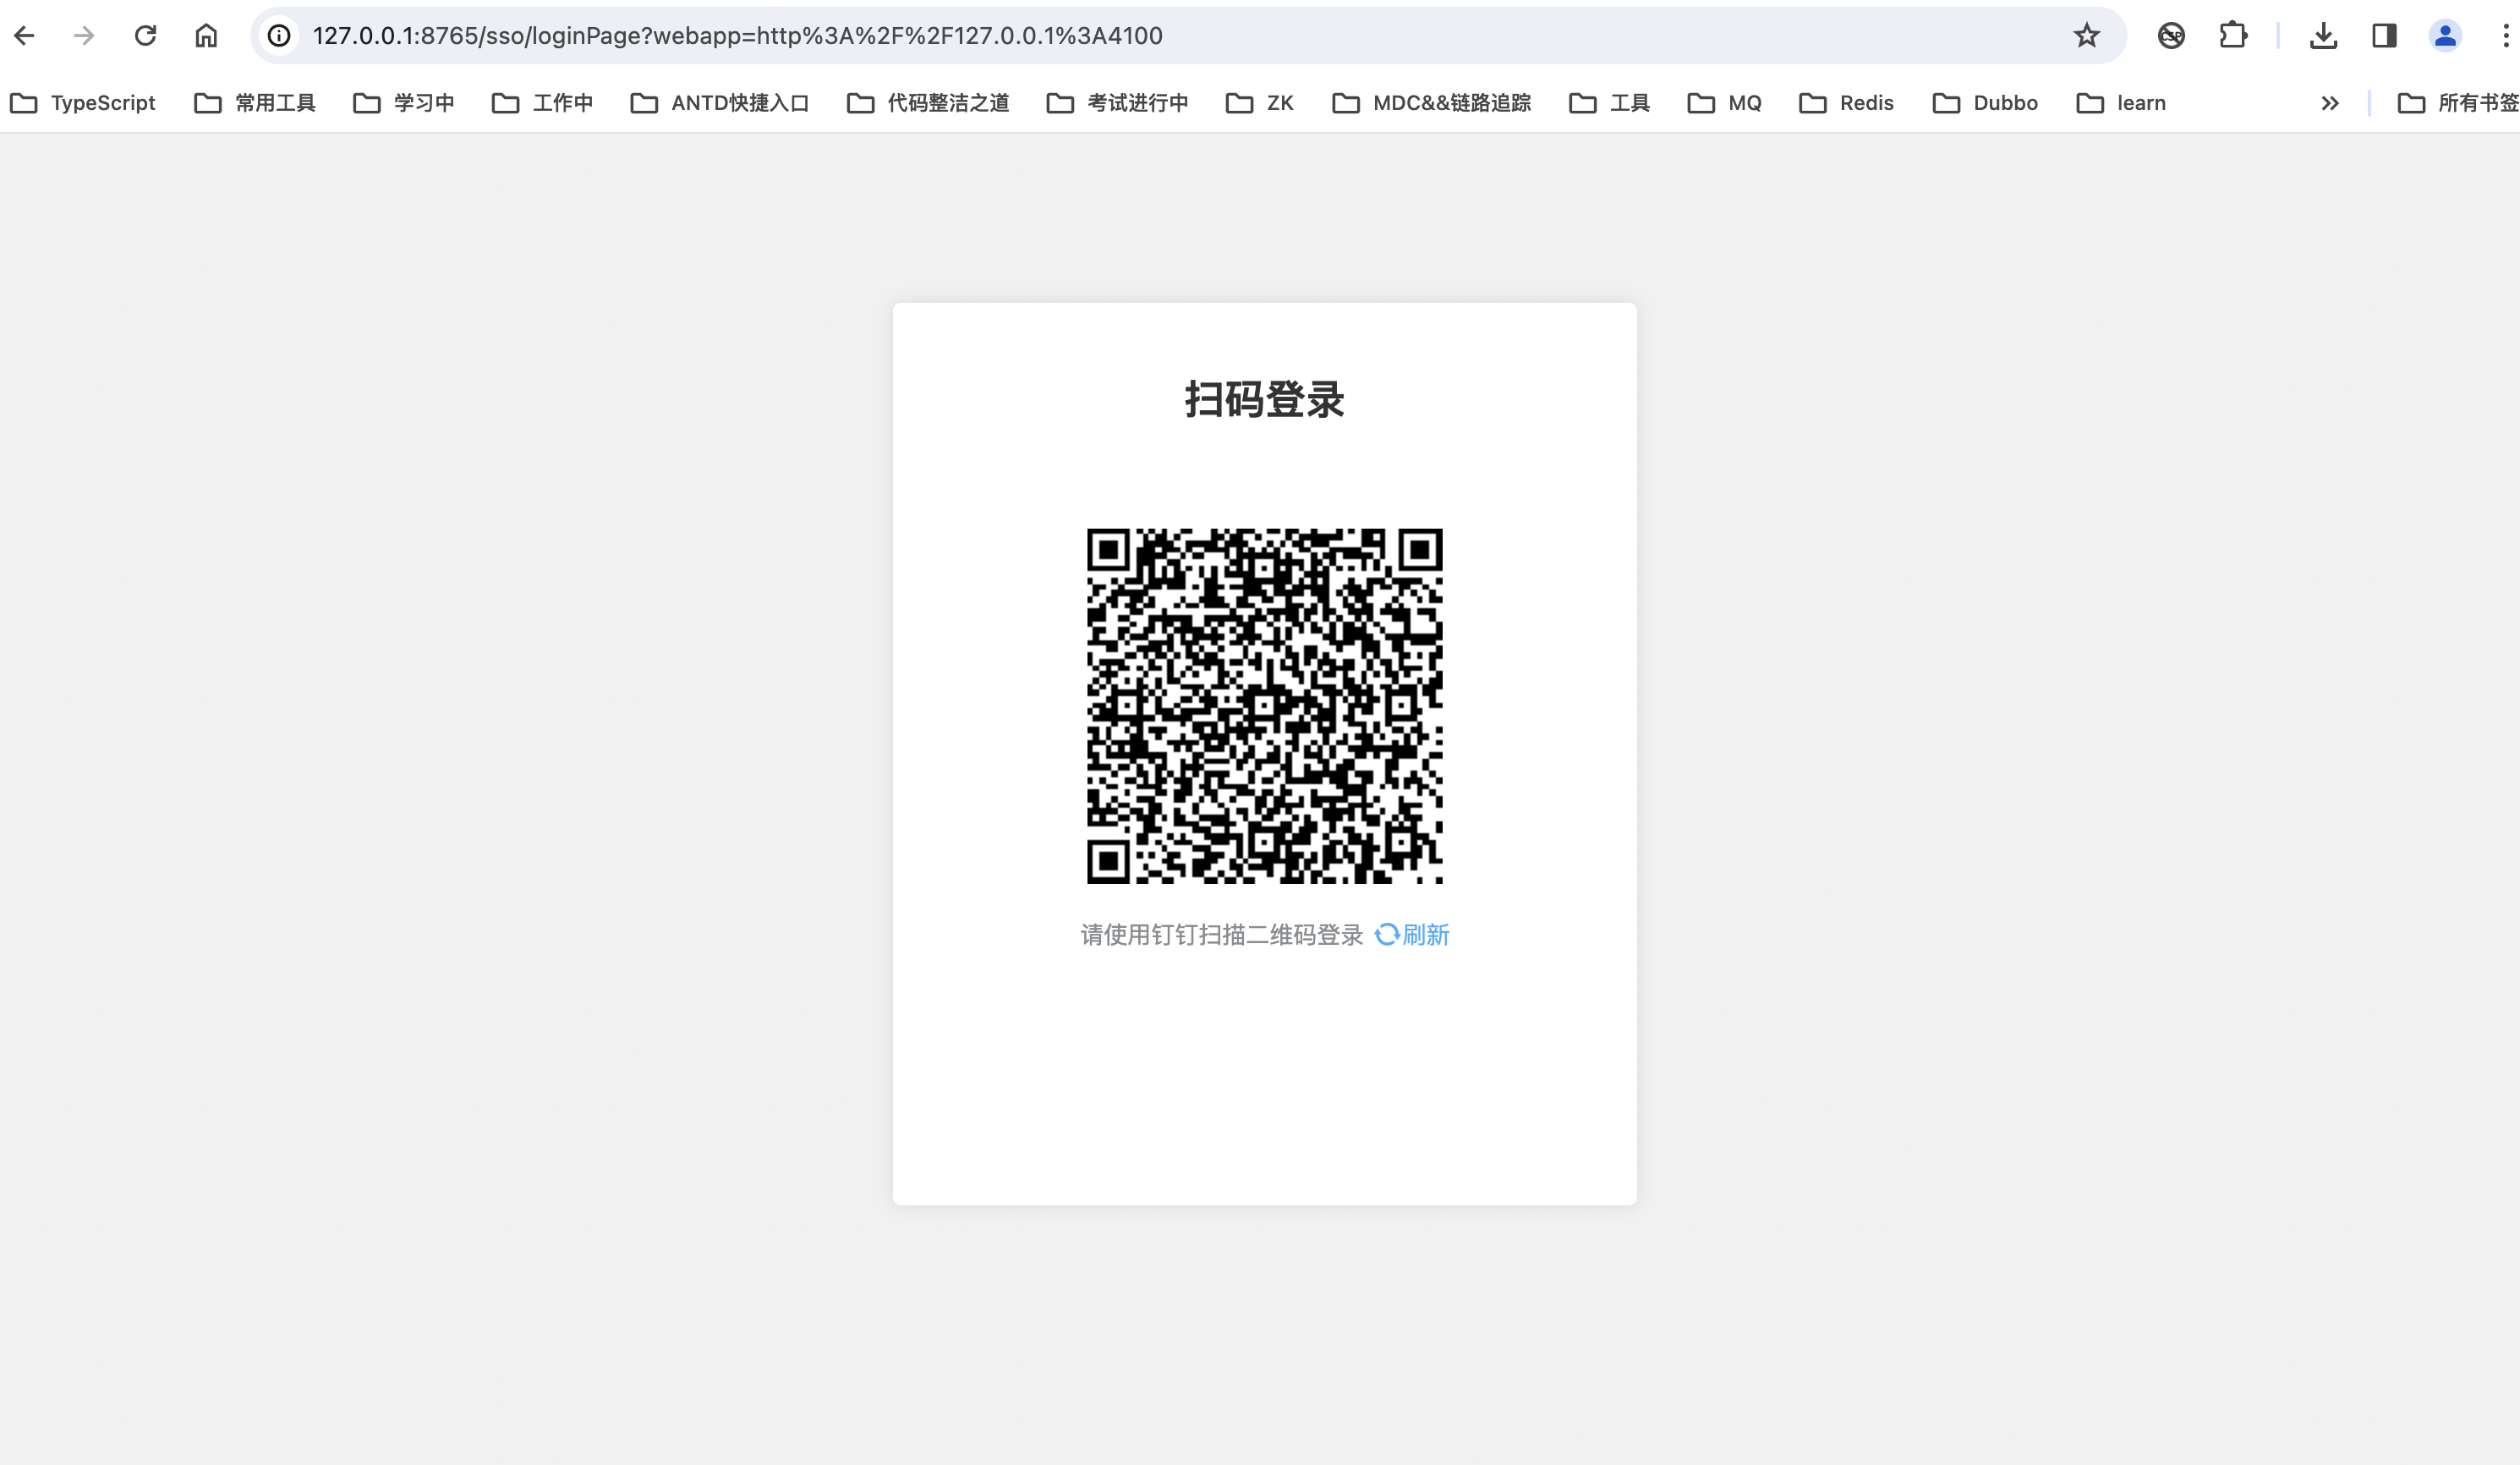 127.0.0.1:8765/sso/loginPage?webapp=http%3A%2F%2F127.0.0.1%3A4100
CSP
TypeScript 常用工具 学习中 工作中 ANTD快捷入口 代码整洁之道 考试进行中 ZK MDC&&链路追踪 工具 MQ Redis Dubbo learn » 所有书签
扫码登录
请使用钉钉扫描二维码登录 刷新